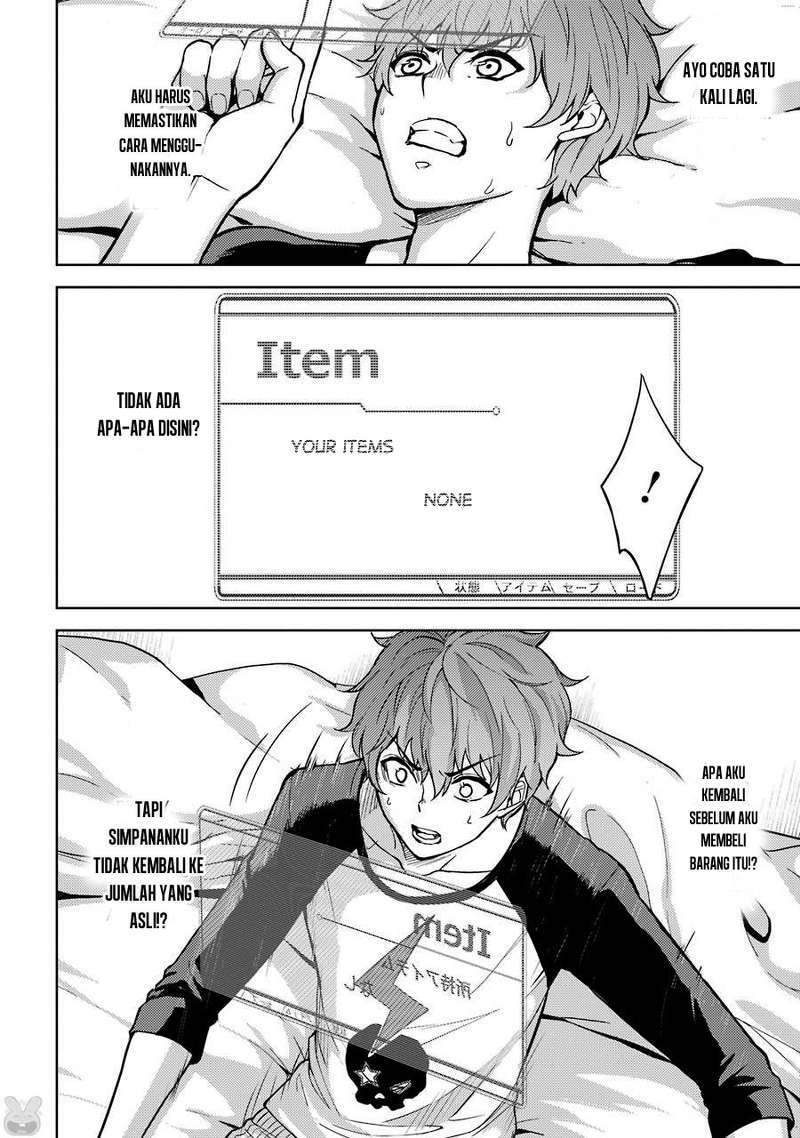 AYO COBA SATU
KALI LAGI.
AKU HARUS
MEMASTIKAN
CARA MENGGU-
NAKANNYA.
Item
YOUR ITEMS
NONE
!
TIDAK ADA
APA-APA DISINI?
状態 アイテム セーブ ロード
APA AKU
KEMBALI
SEBELUM AKU
MEMBELI
BARANG ITU!?
TAPI
SIMPANANKU
TIDAK KEMBALI KE
JUMLAH YANG
ASLI!?
Item
所持アイテム
なし